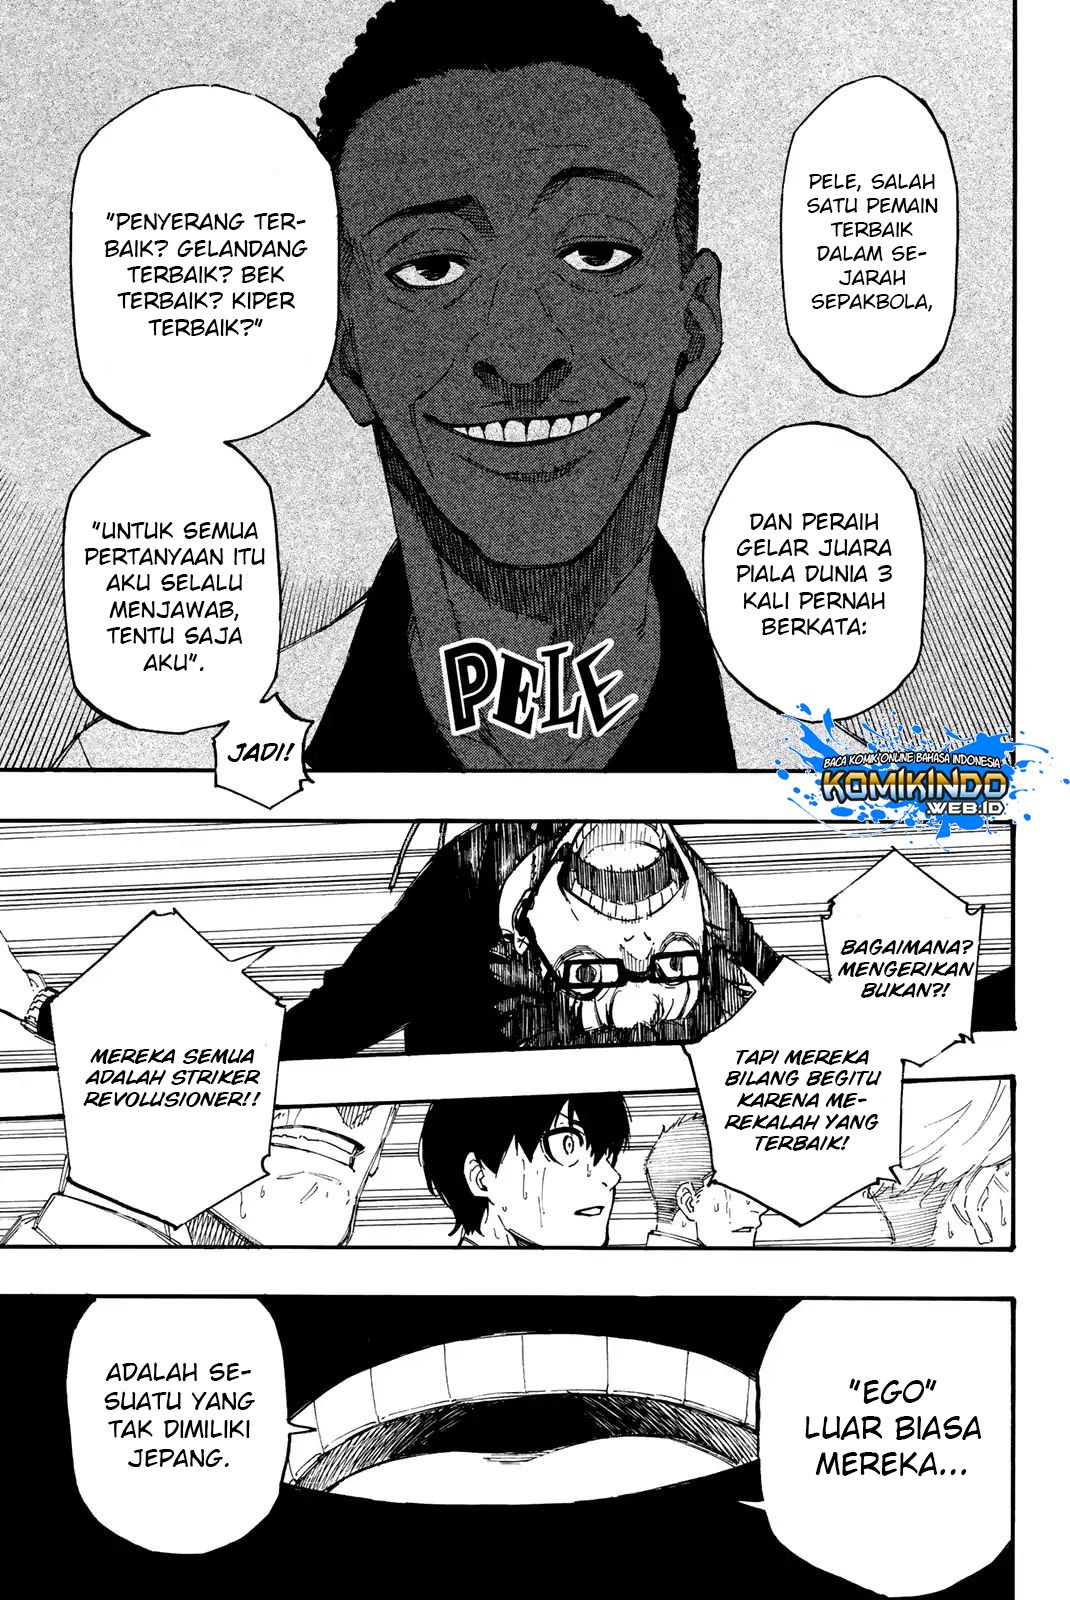 PELE, SALAH
SATU PEMAIN
TERBAIK
DALAM SE-
JARAH
SEPAKBOLA,
DAN PERAIH
GELAR JUARA
PIALA DUNIA 3
KALI PERNAH
BERKATA:
"PENYERANG TER-
BAIK? GELANDANG
TERBAIK? BEK
TERBAIK? KIPER
TERBAIK?"
"UNTUK SEMUA
PERTANYAAN ITU
AKU SELALU
MENJAWAB,
TENTU SAJA
AKU".
PELE
JADI!
BACA KOMIK ONLINE BAHASA INDONESIA
KOMIKINDO
WEB.ID
BAGAIMANA?
MENGERIKAN
BUKAN?!
TAPI MEREKA
BILANG BEGITU
KARENA ME-
REKALAH YANG
TERBAIK!
MEREKA SEMUA
ADALAH STRIKER
REVOLUSIONER!!
"EGO"
LUAR BIASA
MEREKA...
ADALAH SE-
SUATU YANG
TAK DIMILIKI
JEPANG.